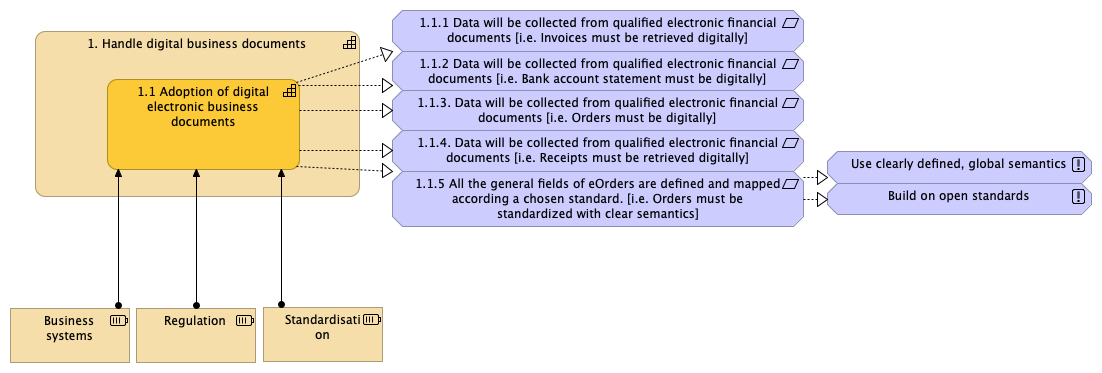 1. Handle digital business documents
1.1 Adoption of digital
electronic business
documents
1.1.1 Data will be collected from qualified electronic financial
documents [i.e. Invoices must be retrieved digitally]
1.1.2 Data will be collected from qualified electronic financial
documents [i.e. Bank account statement must be digitally]
1.1.3. Data will be collected from qualified electronic financial
documents [i.e. Orders must be digitally]
1.1.4. Data will be collected from qualified electronic financial
documents [i.e. Receipts must be retrieved digitally]
1.1.5 All the general fields of eOrders are defined and mapped
according a chosen standard. [i.e. Orders must be
standardized with clear semantics]
Use clearly defined, global semantics
Build on open standards
Business
systems
Regulation
Standardisati
on